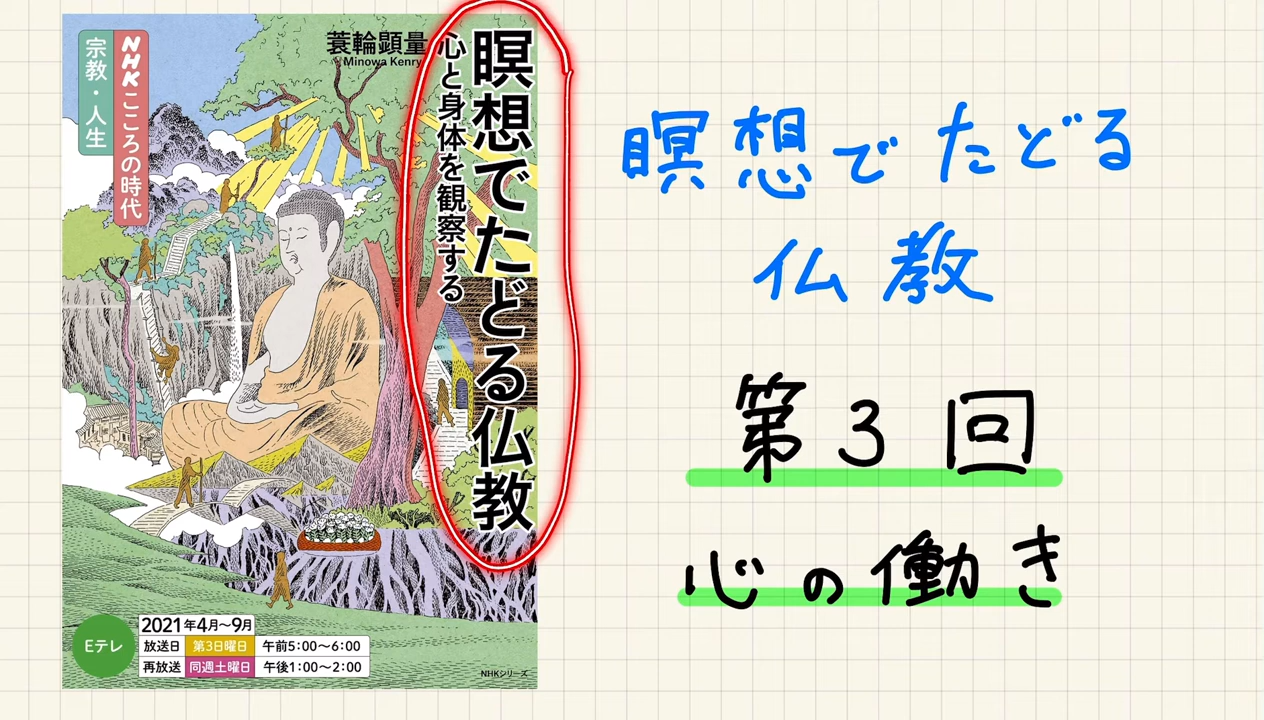 NHKこころの時代
宗教・人生
蓑輪顕量
Minowa Kenryo
瞑想でたどる仏教
心と身体を観察する
Eテレ
2021年4月〜9月
放送日 第3日曜日 午前5:00〜6:00
再放送 同週土曜日 午後1:00〜2:00
NHKシリーズ
瞑想でたどる
仏教
第3回
心の働き